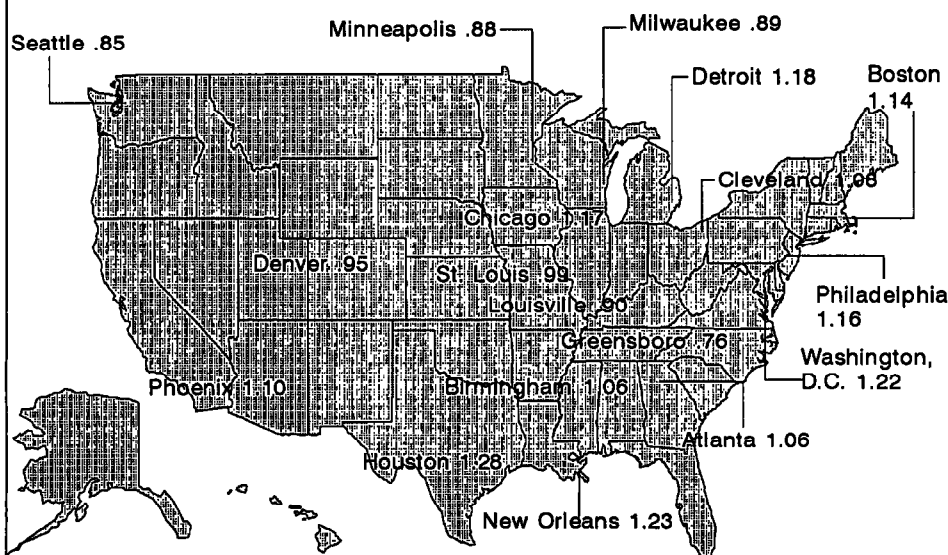 Minneapolis .88
Milwaukee .89
Seattle .85
Detroit 1.18
Boston
1.14
Cleveland 1.08
Chicago 1.17
Denver .95
St. Louis .99
Louisville .90
Philadelphia
1.16
Greensboro .76
Washington,
D.C. 1.22
Phoenix 1.10
Birmingham 1.06
Atlanta 1.06
Houston 1.28
New Orleans 1.23